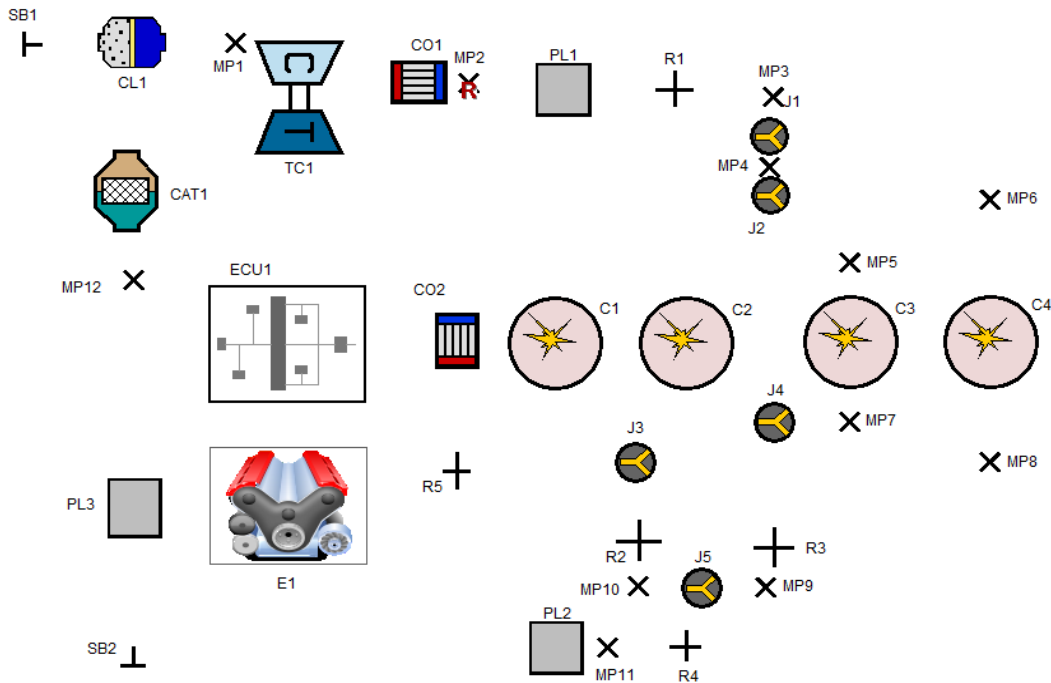 SB1
CL1
MP1
C
T
TC1
CO1
MP2
R
PL1
R1
MP3
J1
MP4
J2
MP6
CAT1
MP12
ECU1
CO2
C1
C2
MP5
C3
C4
J4
MP7
J3
MP8
R5
PL3
E1
R2
R3
J5
MP10
MP9
PL2
MP11
R4
SB2